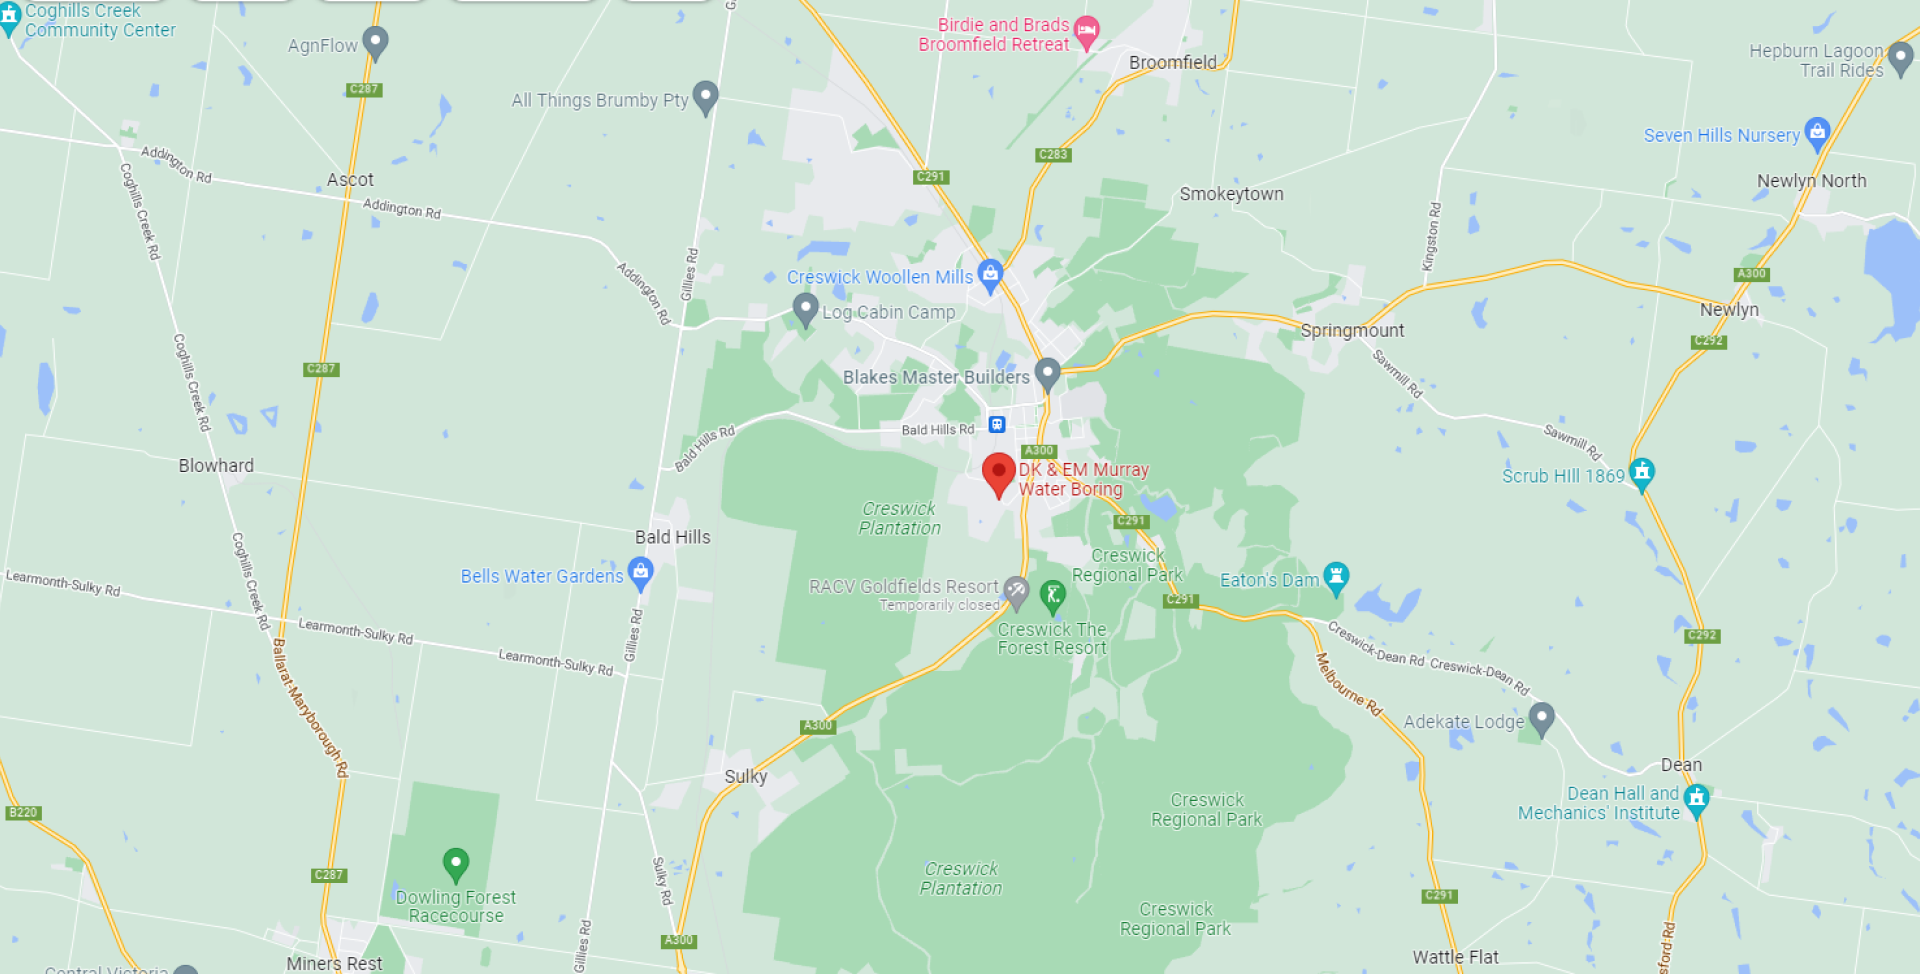 Coghills Creek
Community Center
AgnFlow
C287
All Things Brumby Pty
Birdie and Brads
Broomfield Retreat
Broomfield
Hepburn Lagoon
Trail Rides
Seven Hills Nursery
Newlyn North
Addington Rd
Ascot
Addington Rd
Coghills Creek Rd
C291
C283
Smokeytown
Kingston Rd
Gillies Rd
Addington Rd
Creswick Woollen Mills
Log Cabin Camp
A300
Newlyn
C292
Springmount
Sawmill Rd
C287
Coghills Creek Rd
Blakes Master Builders
Bald Hills Rd
Bald Hills Rd
A300
Sawmill Rd
Scrub HIll 1869
Blowhard
DK & EM Murray
Water Boring
Creswick
Plantation
C291
Bald Hills
Coghills Creek Rd
Creswick
Regional Park
Bells Water Gardens
Learmonth-Sulky Rd
RACV Goldfields Resort
Temporarily closed
Eaton's Dam
C291
Learmonth-Sulky Rd
Learmonth-Sulky Rd
Gillies Rd
Creswick The
Forest Resort
Creswick-Dean Rd
Creswick-Dean Rd
C292
Ballarat-Maryborough Rd
Melbourne Rd
A300
Adekate Lodge
Sulky
Dean
Dean Hall and
Mechanics' Institute
B220
Creswick
Regional Park
C287
Dowling Forest
Racecourse
Sulky Rd
Creswick
Plantation
C291
Creswick
Regional Park
A300
Gillies Rd
Miners Rest
Wattle Flat
sford Rd
Central Victoria